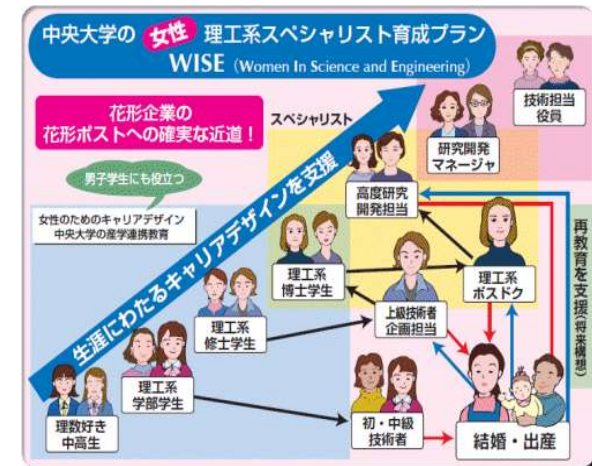 中央大学の 女性 理工系スペシャリスト育成プラン
WISE (Women In Science and Engineering)
花形企業の
花形ポストへの確実な近道！
男子学生にも役立つ
女性のためのキャリアデザイン
中央大学の産学連携教育
生涯にわたるキャリアデザインを支援
スペシャリスト
技術担当
役員
研究開発
マネージャ
高度研究
開発担当
理工系
博士学生
理工系
ポスドク
上級技術者
企画担当
理工系
修士学生
理工系
学部学生
理数好き
中高生
初・中級
技術者
結婚・出産
再教育を支援(将来構想)